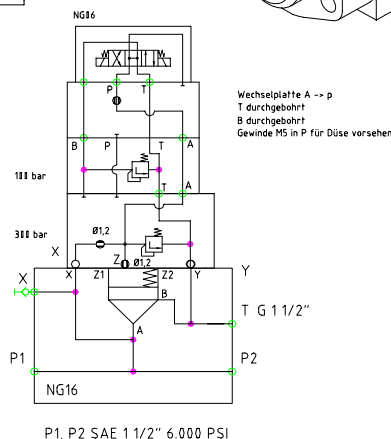 NG06
P T
Wechselplatte A -> p
T durchgebohrt
B durchgebohrt
Gewinde M5 in P für Düse vorsehen
B P T A
100 bar
T A
300 bar
Ø1,2
X
Z Ø1,2
X Z1 Z2 Y
Y
X
B
T G 1 1/2"
A
P1 P2
NG16
P1. P2 SAE 1 1/2" 6.000 PSI